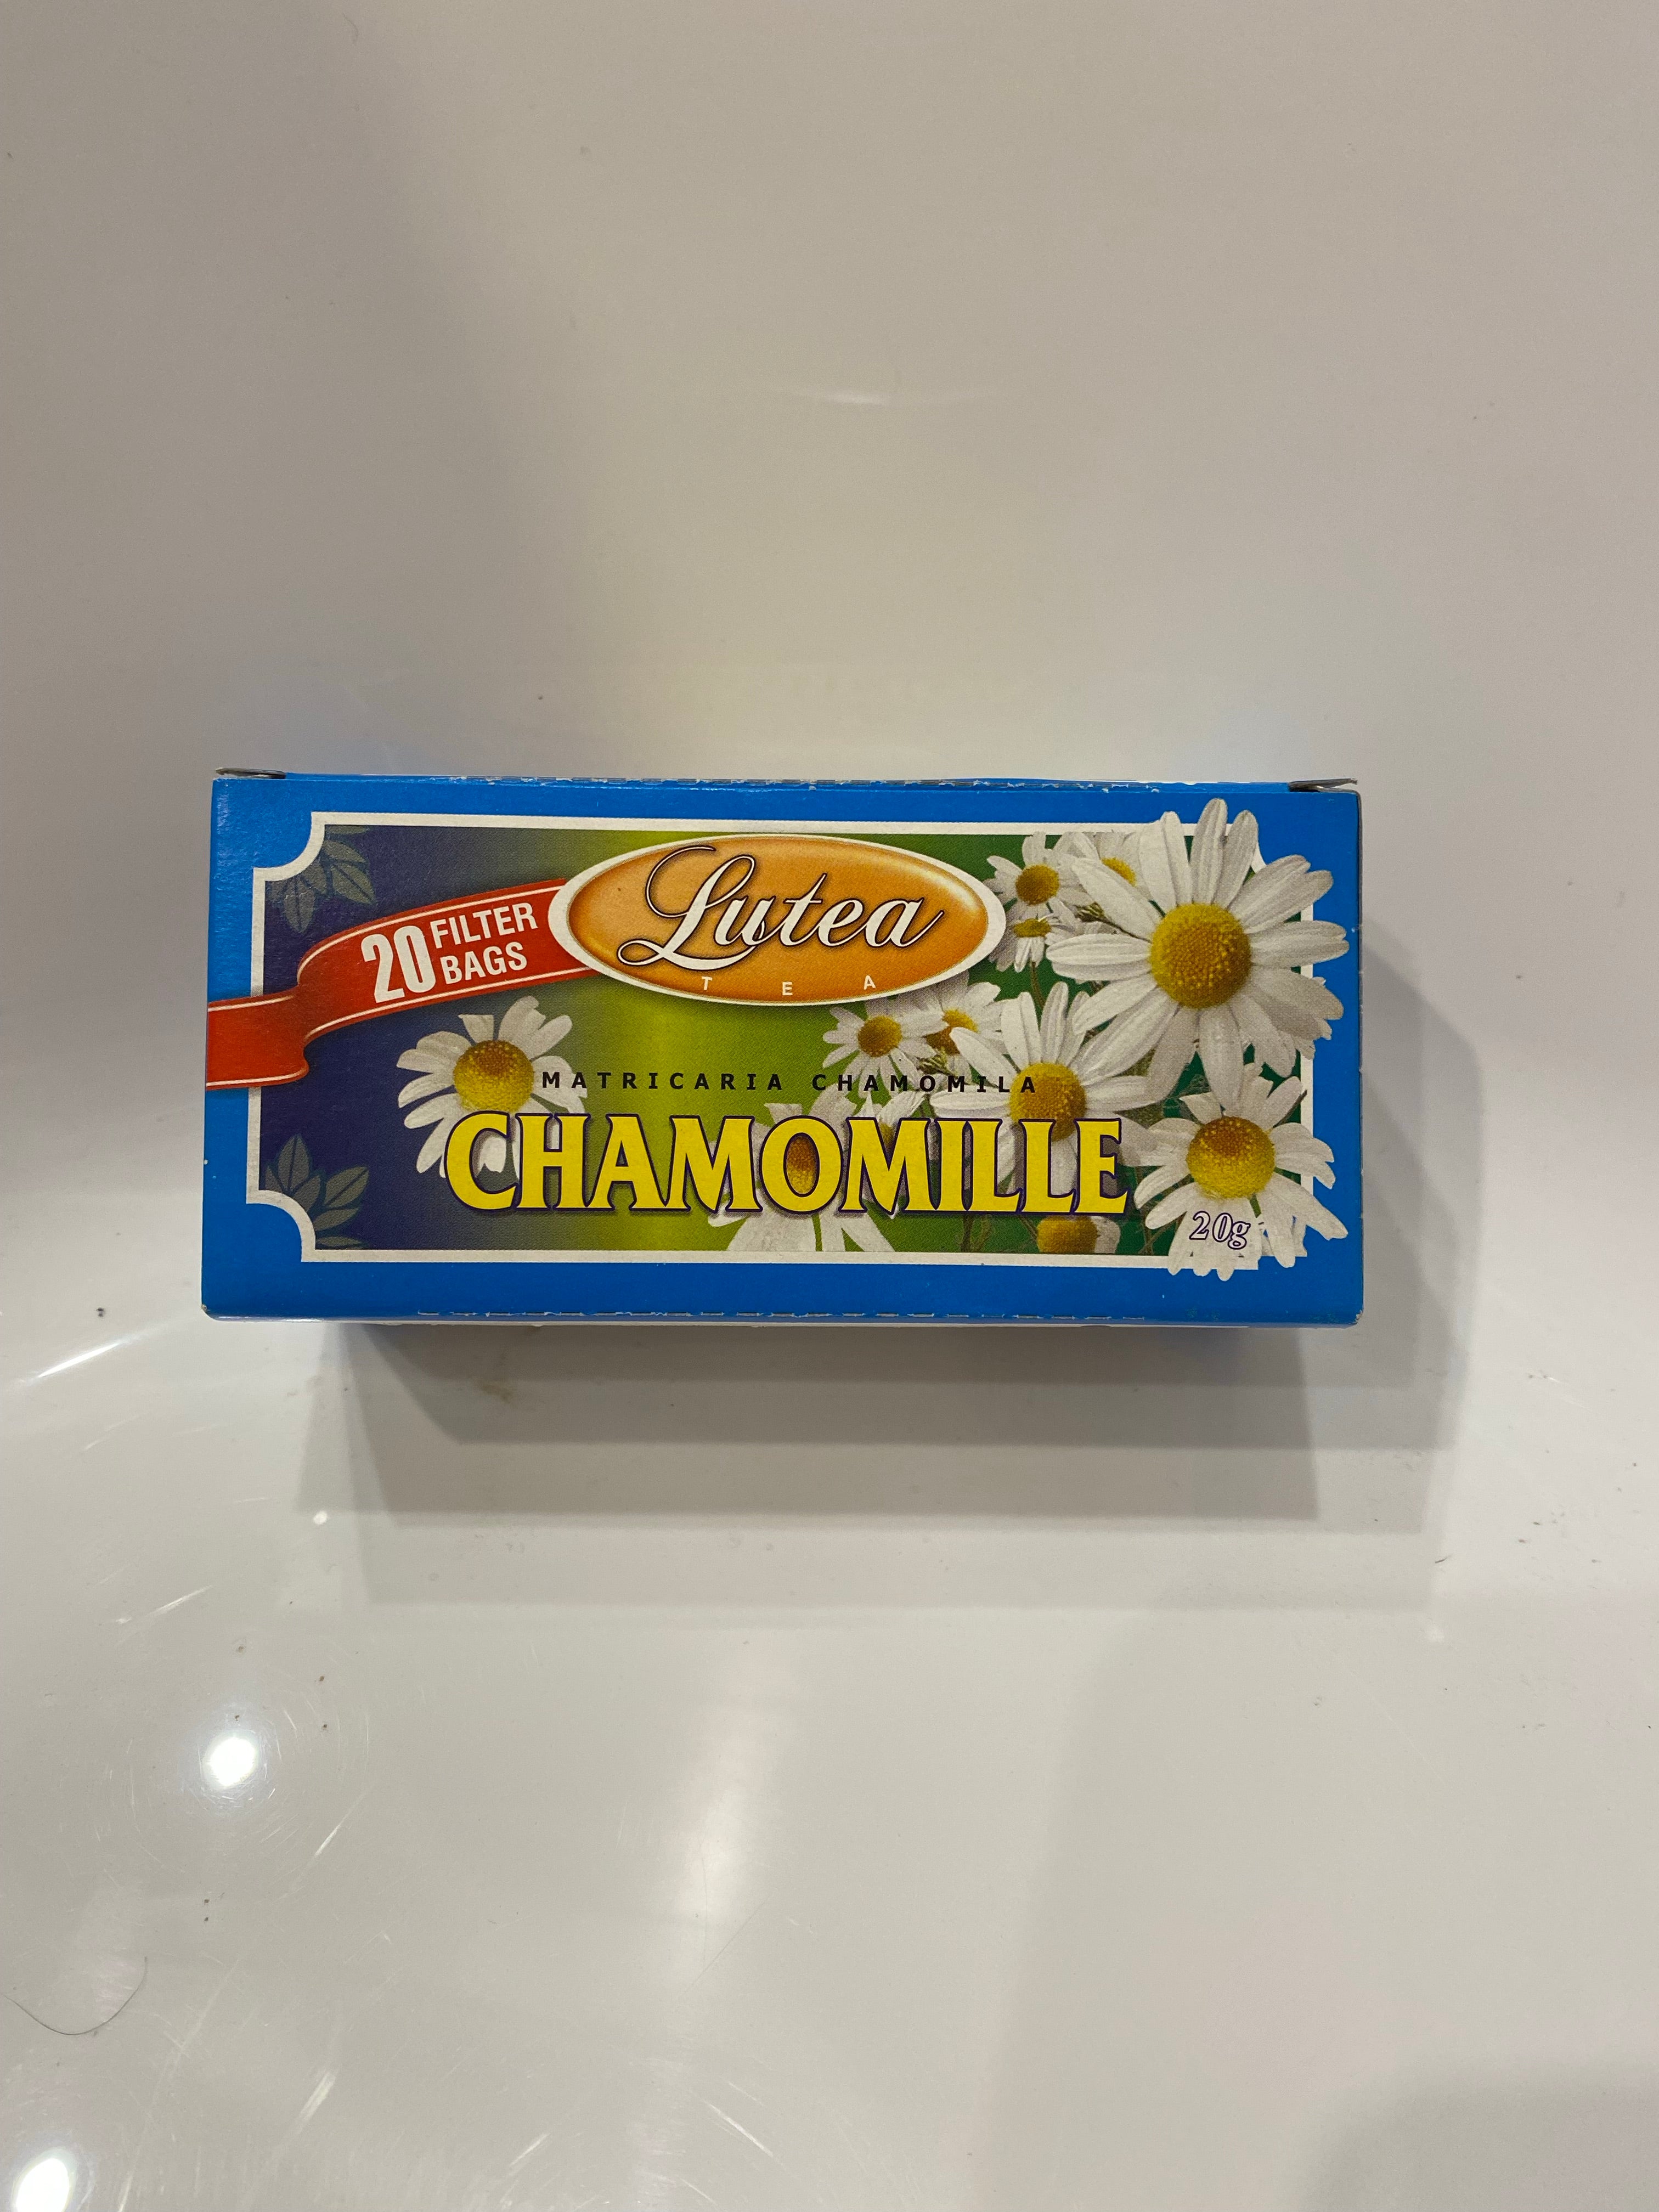 20 FILTER
BAGS
Lutea
TEA
MATRICARIA CHAMOMILA
CHAMOMILLE
20g